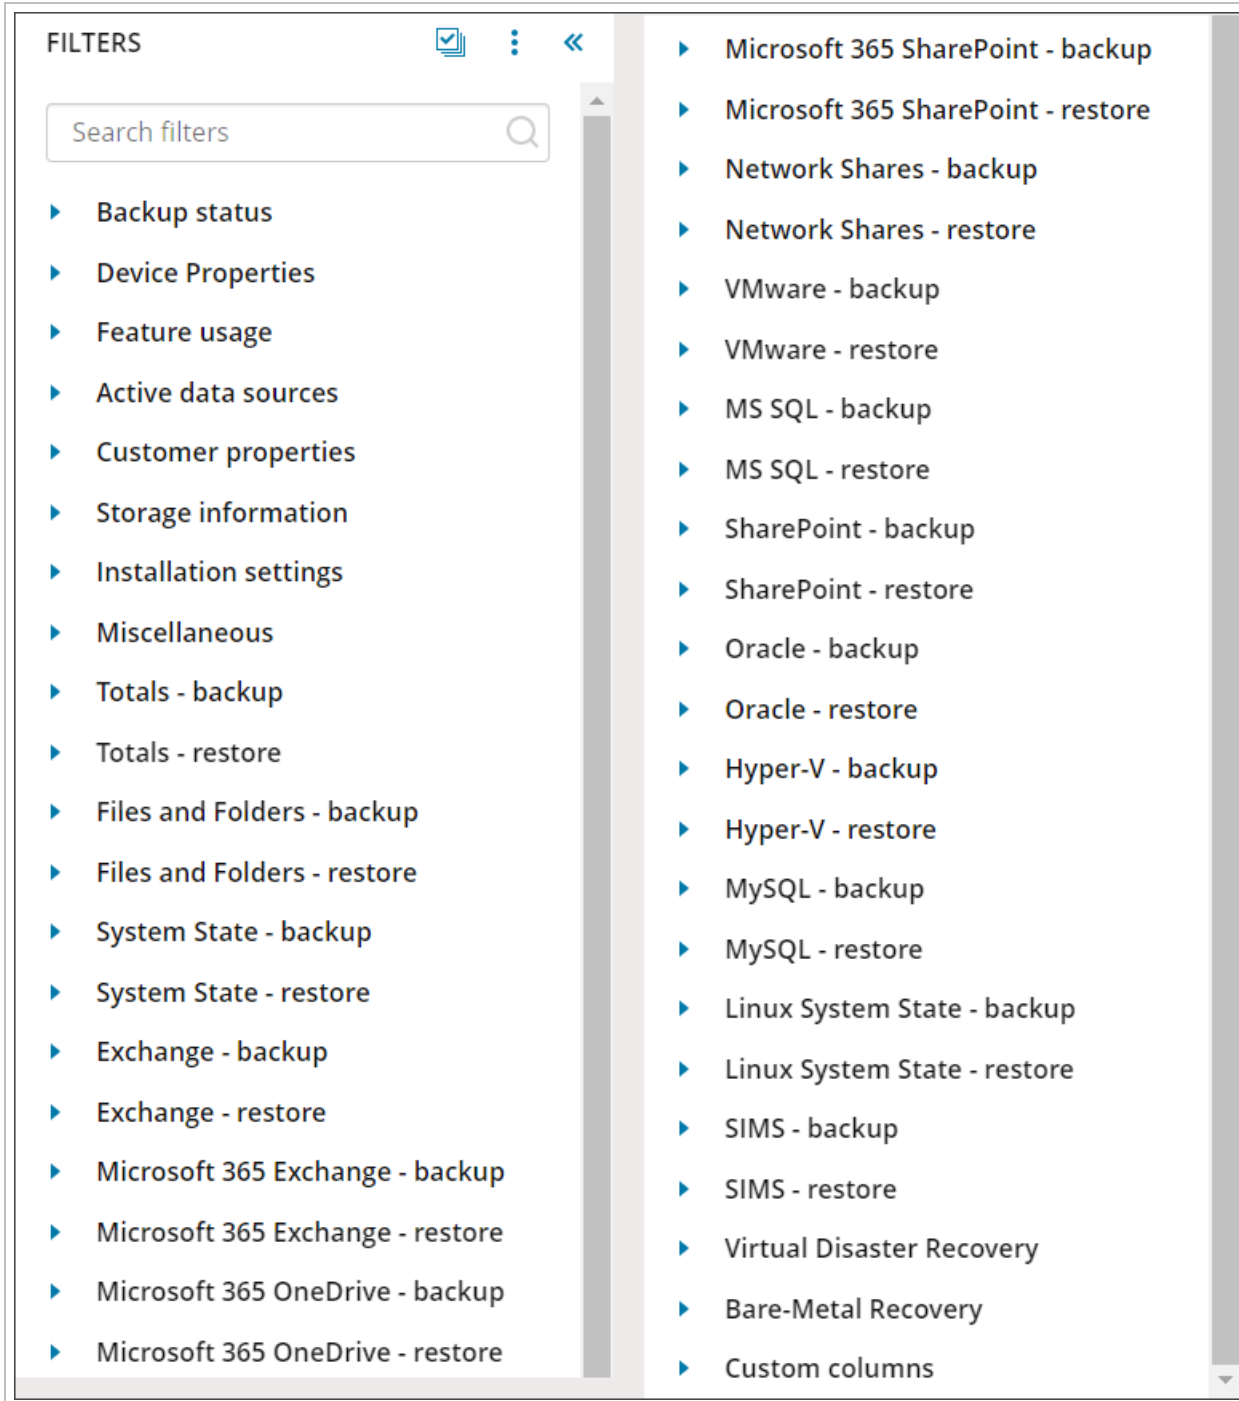 FILTERS
Search filters
Backup status
Device Properties
Feature usage
Active data sources
Customer properties
Storage information
Installation settings
Miscellaneous
Totals - backup
Totals - restore
Files and Folders - backup
Files and Folders - restore
System State - backup
System State - restore
Exchange - backup
Exchange - restore
Microsoft 365 Exchange - backup
Microsoft 365 Exchange - restore
Microsoft 365 OneDrive - backup
Microsoft 365 OneDrive - restore
Microsoft 365 SharePoint - backup
Microsoft 365 SharePoint - restore
Network Shares - backup
Network Shares - restore
VMware - backup
VMware - restore
MS SQL - backup
MS SQL - restore
SharePoint - backup
SharePoint - restore
Oracle - backup
Oracle - restore
Hyper-V - backup
Hyper-V - restore
MySQL - backup
MySQL - restore
Linux System State - backup
Linux System State - restore
SIMS - backup
SIMS - restore
Virtual Disaster Recovery
Bare-Metal Recovery
Custom columns